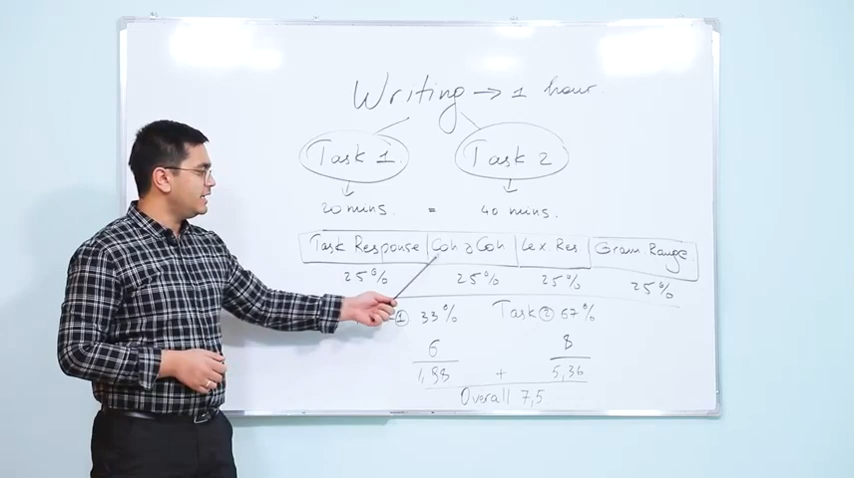 Writing → 1 hour.
Task 1. Task 2
20 mins. = 40 mins.
Task Response Coh & Coh Lex Res Gram Range
25% 25% 25% 25%
① 33% Task ② 67%
6 8
1,98 + 5,36
Overall 7,5